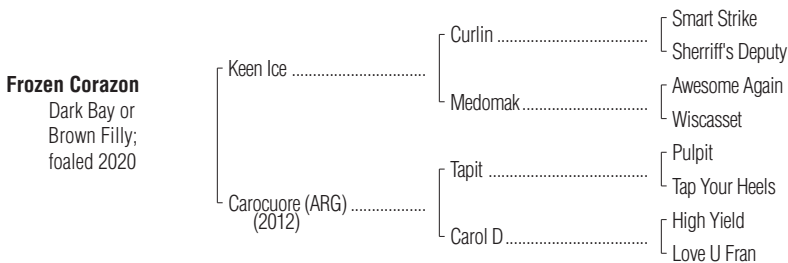 Frozen Corazon
Dark Bay or
Brown Filly;
foaled 2020
Keen Ice ..................................
Carocuore (ARG) ...................
(2012)
Curlin ......................................
Medomak................................
Tapit ........................................
Carol D....................................
Smart Strike
Sherriff's Deputy
Awesome Again
Wiscasset
Pulpit
Tap Your Heels
High Yield
Love U Fran